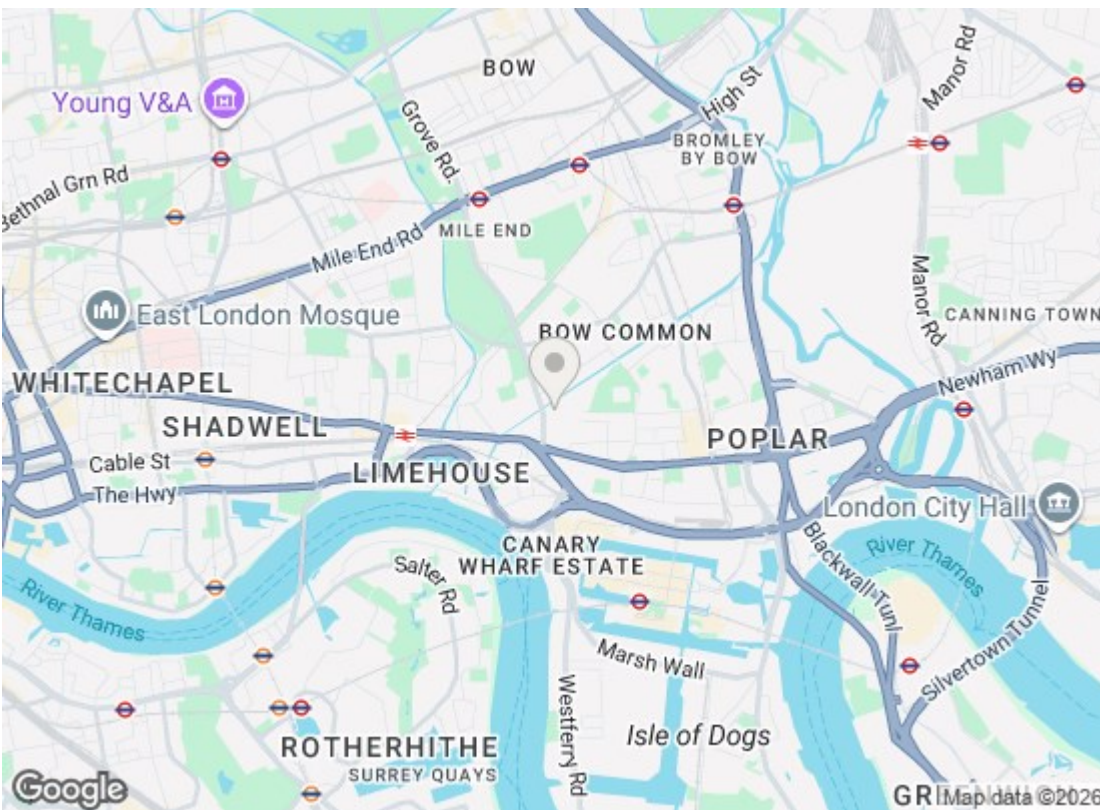 BOW
Young V&A
Grove Rd.
High St
Manor Rd
BROMLEY
BY BOW
Bethnal Grn Rd
MILE END
Mile End Rd
Manor Rd
East London Mosque
BOW COMMON
CANNING TOWN
Newham Wy
WHITECHAPEL
SHADWELL
POPLAR
Cable St
LIMEHOUSE
The Hwy
London City Hall
CANARY
WHARF ESTATE
Blackwall Tunl
River Thames
Salter Rd
River Thames
Silvertown Tunnel
Marsh Wall
Westferry Rd
Isle of Dogs
ROTHERHITHE
SURREY QUAYS
Google
Map data ©2026